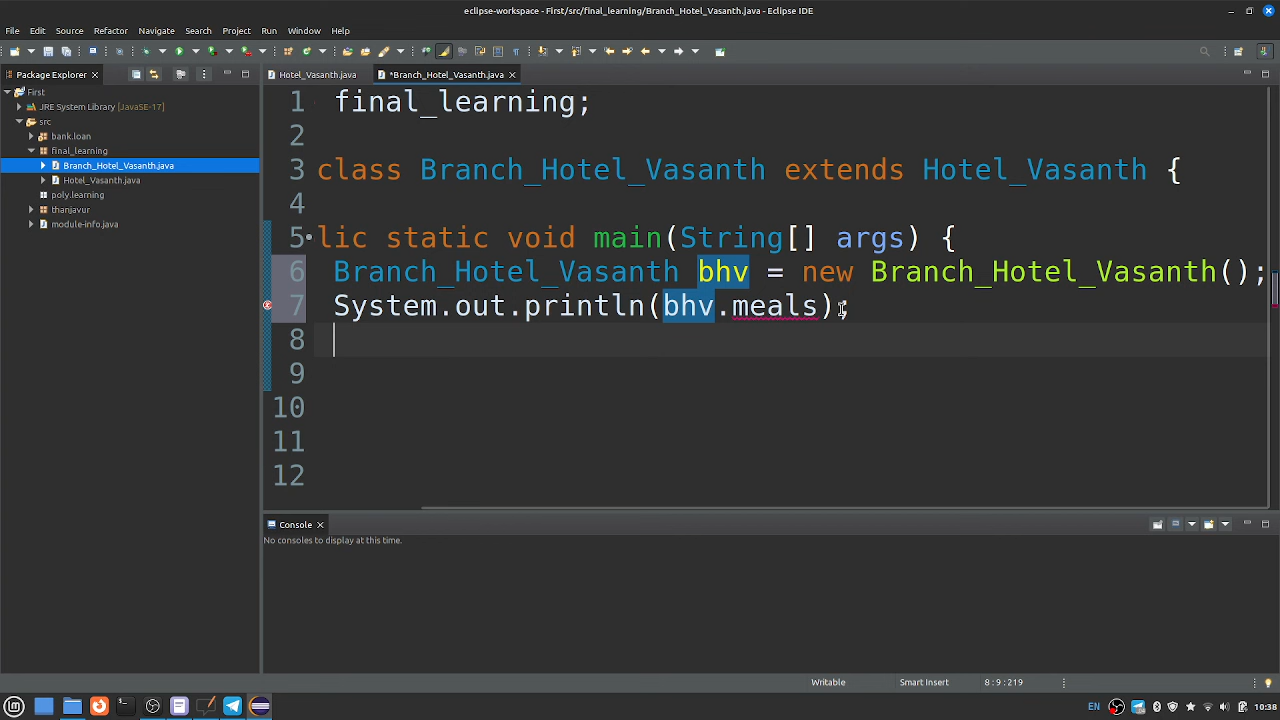 eclipse-workspace - First/src/final_learning/Branch_Hotel_Vasanth.java - Eclipse IDE
File Edit Source Refactor Navigate Search Project Run Window Help
Package Explorer
Hotel_Vasanth.java
*Branch_Hotel_Vasanth.java
First
JRE System Library [JavaSE-17]
src
bank.loan
final_learning
Branch_Hotel_Vasanth.java
Hotel_Vasanth.java
poly.learning
thanjavur
module-info.java
1 final_learning;
2
3 class Branch_Hotel_Vasanth extends Hotel_Vasanth {
4
5 lic static void main(String[] args) {
6 Branch_Hotel_Vasanth bhv = new Branch_Hotel_Vasanth();
7 System.out.println(bhv.meals);
8
9
10
11
12
Console
No consoles to display at this time.
Writable Smart Insert 8 : 9 : 219
EN 10:38